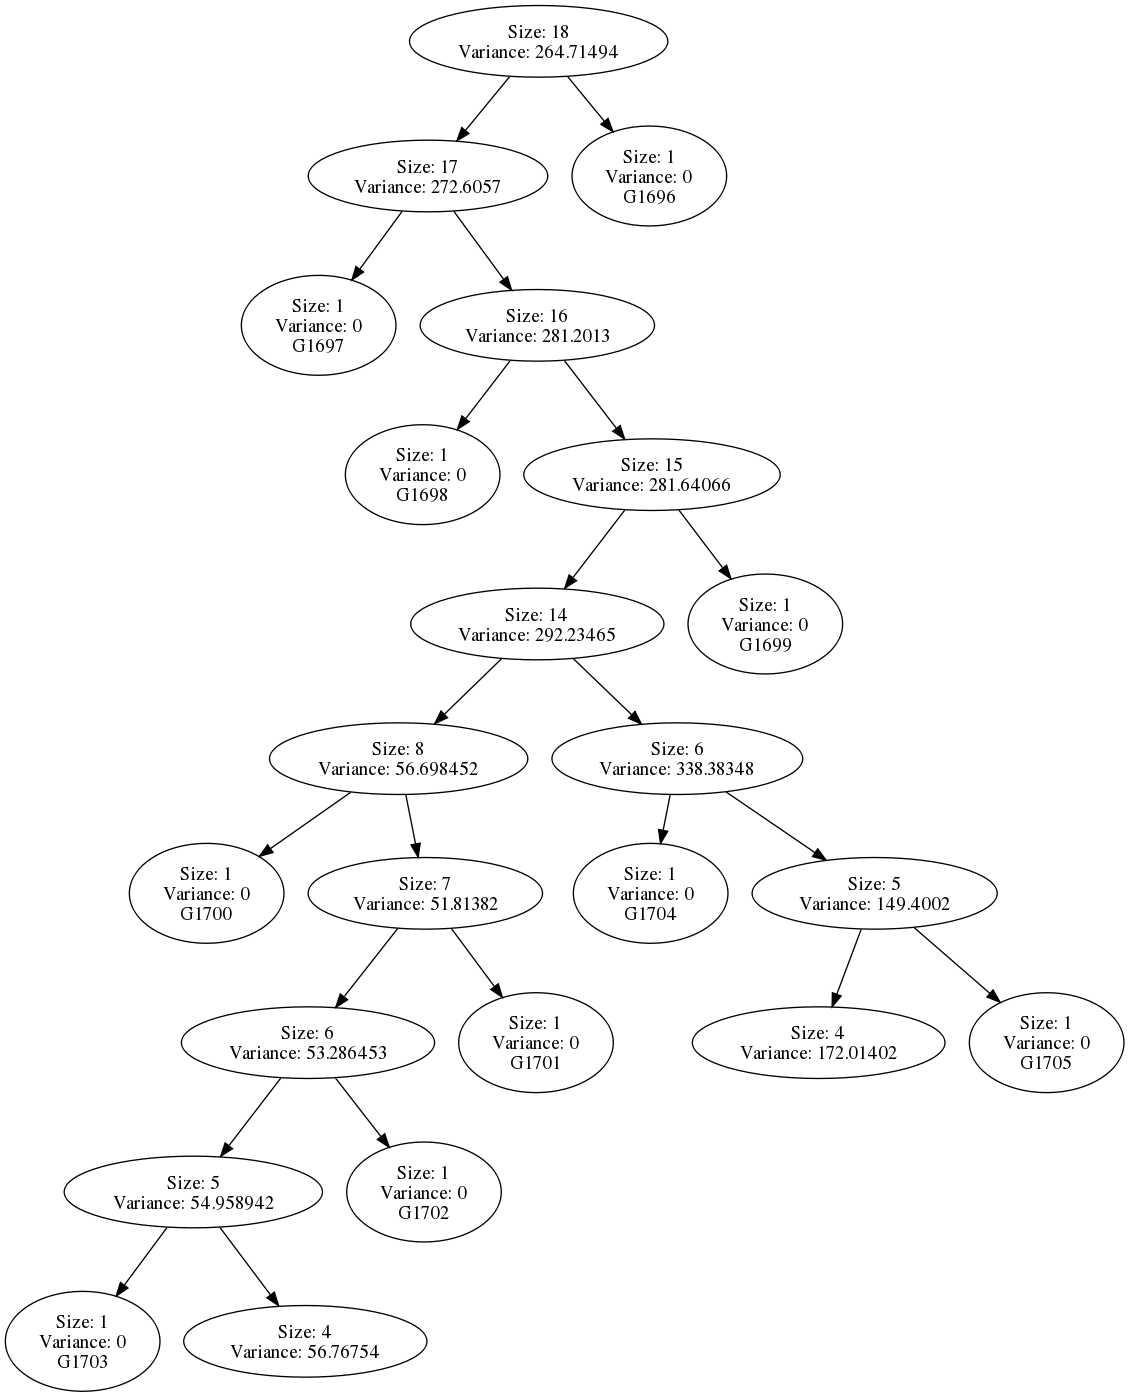 Size: 18
Variance: 264.71494
Size: 17
Variance: 272.6057
Size: 1
Variance: 0
G1696
Size: 1
Variance: 0
G1697
Size: 16
Variance: 281.2013
Size: 1
Variance: 0
G1698
Size: 15
Variance: 281.64066
Size: 14
Variance: 292.23465
Size: 1
Variance: 0
G1699
Size: 8
Variance: 56.698452
Size: 6
Variance: 338.38348
Size: 1
Variance: 0
G1700
Size: 7
Variance: 51.81382
Size: 1
Variance: 0
G1704
Size: 5
Variance: 149.4002
Size: 6
Variance: 53.286453
Size: 1
Variance: 0
G1701
Size: 4
Variance: 172.01402
Size: 1
Variance: 0
G1705
Size: 5
Variance: 54.958942
Size: 1
Variance: 0
G1702
Size: 1
Variance: 0
G1703
Size: 4
Variance: 56.76754